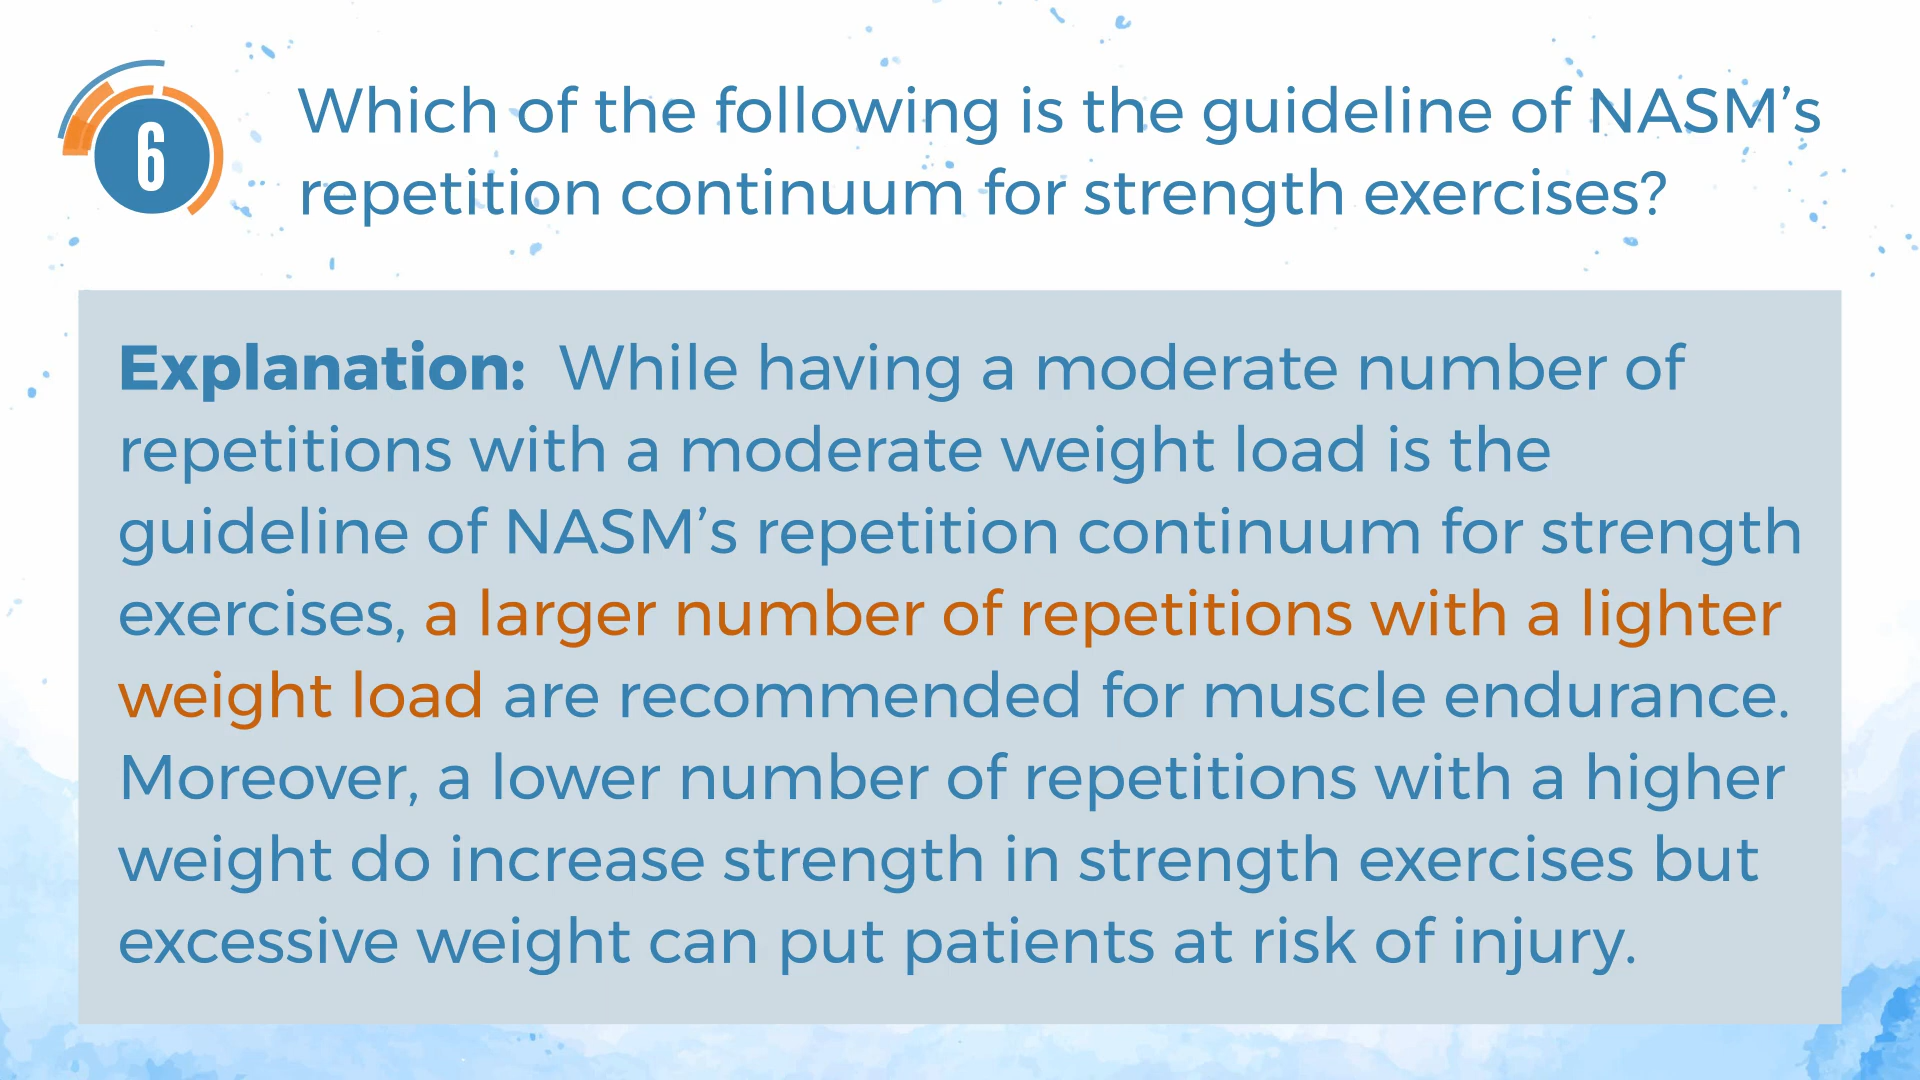 6
Which of the following is the guideline of NASM’s
repetition continuum for strength exercises?
Explanation: While having a moderate number of
repetitions with a moderate weight load is the
guideline of NASM’s repetition continuum for strength
exercises, a larger number of repetitions with a lighter
weight load are recommended for muscle endurance.
Moreover, a lower number of repetitions with a higher
weight do increase strength in strength exercises but
excessive weight can put patients at risk of injury.